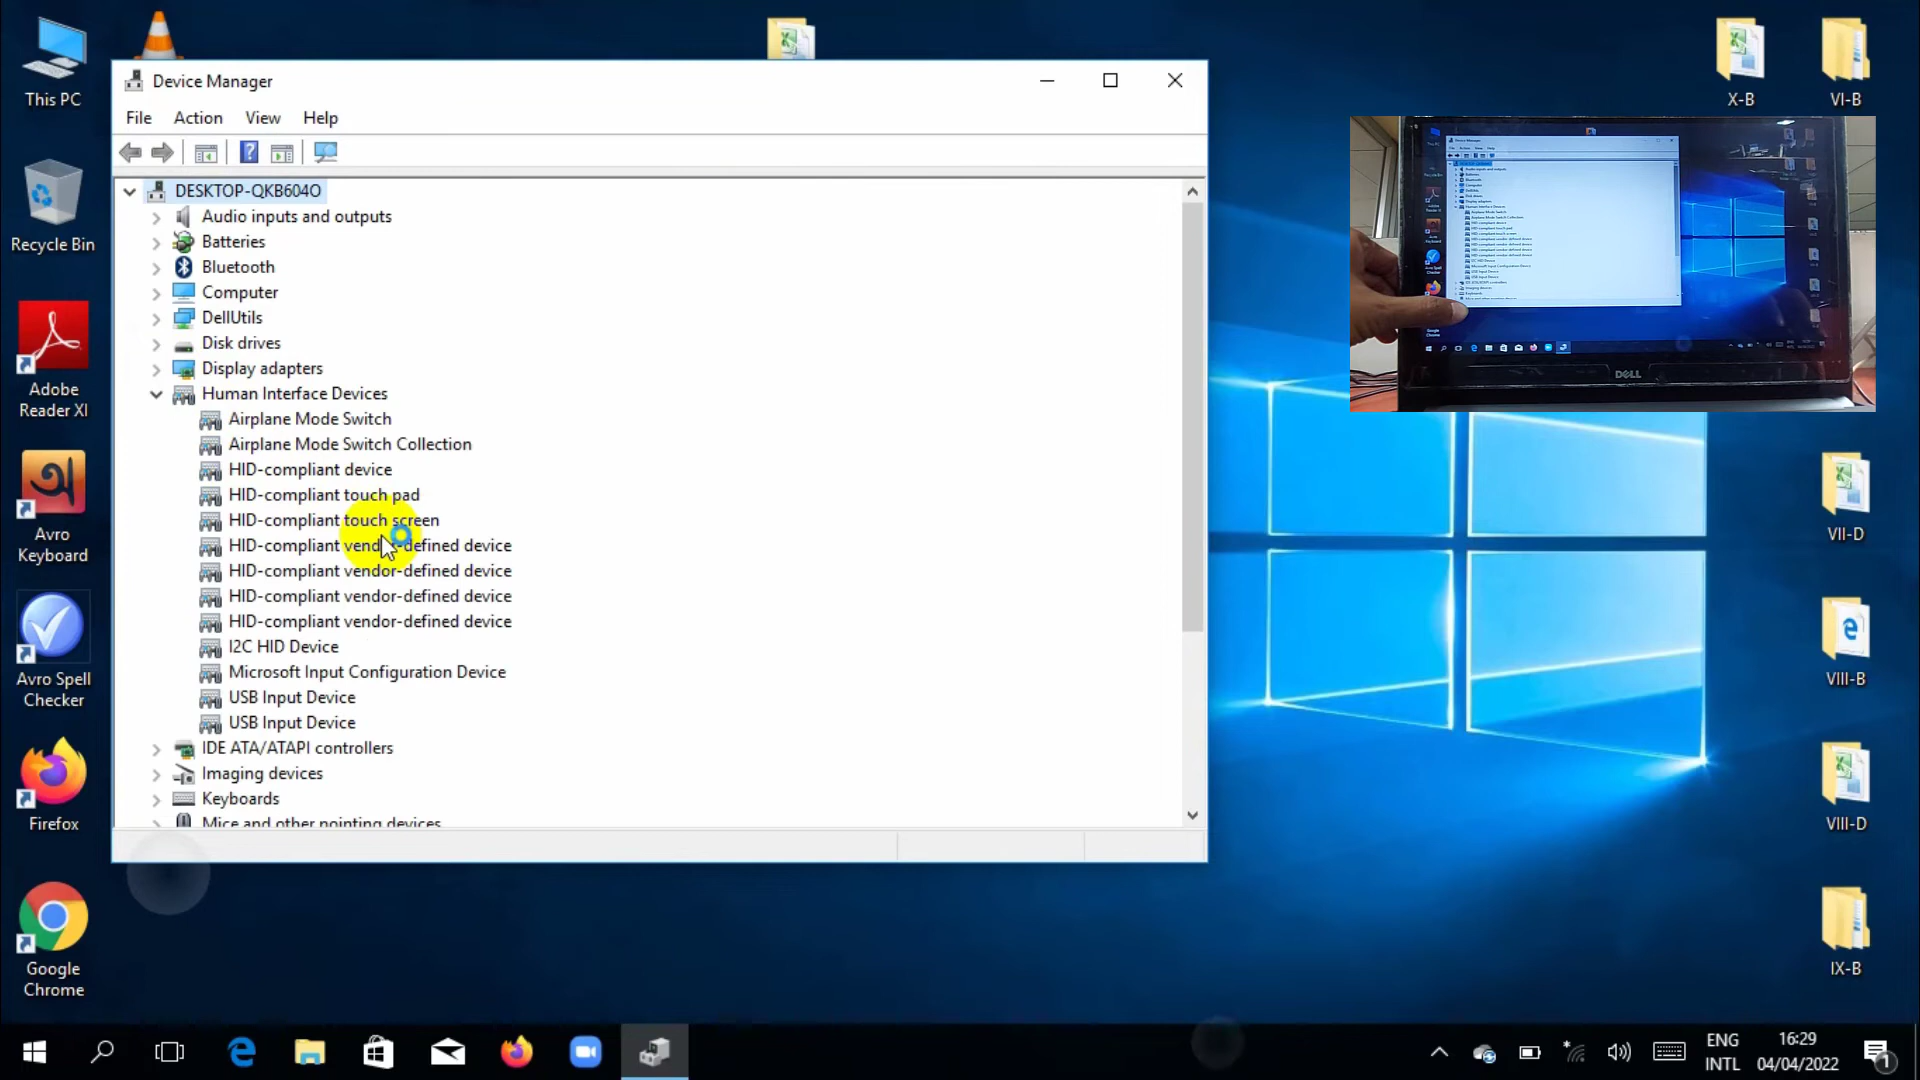 This PC
Recycle Bin
Adobe
Reader XI
Avro
Keyboard
Avro Spell
Checker
Firefox
Google
Chrome
Device Manager
File
Action
View
Help
DESKTOP-QKB604O
Audio inputs and outputs
Batteries
Bluetooth
Computer
DellUtils
Disk drives
Display adapters
Human Interface Devices
Airplane Mode Switch
Airplane Mode Switch Collection
HID-compliant device
HID-compliant touch pad
HID-compliant touch screen
HID-compliant vendor-defined device
HID-compliant vendor-defined device
HID-compliant vendor-defined device
HID-compliant vendor-defined device
I2C HID Device
Microsoft Input Configuration Device
USB Input Device
USB Input Device
IDE ATA/ATAPI controllers
Imaging devices
Keyboards
Mice and other pointing devices
X-B
VI-B
DELL
VII-D
VIII-B
VIII-D
IX-B
ENG
INTL
16:29
04/04/2022
1